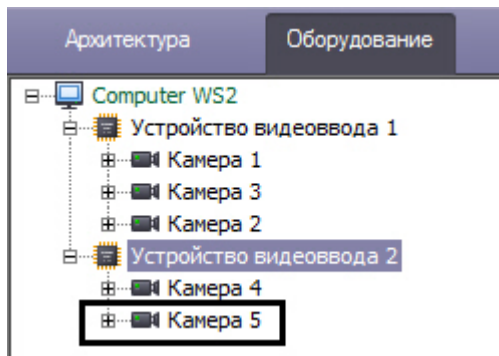 Архитектура Оборудование
Computer WS2
Устройство видеоввода 1
Камера 1
Камера 3
Камера 2
Устройство видеоввода 2
Камера 4
Камера 5